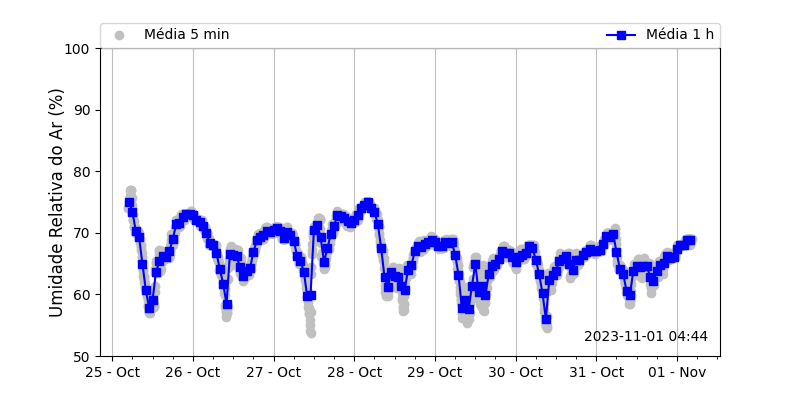 Média 5 min
Média 1 h
Umidade Relativa do Ar (%)
100
90
80
70
60
50
2023-11-01 04:44
25 - Oct
26 - Oct
27 - Oct
28 - Oct
29 - Oct
30 - Oct
31 - Oct
01 - Nov